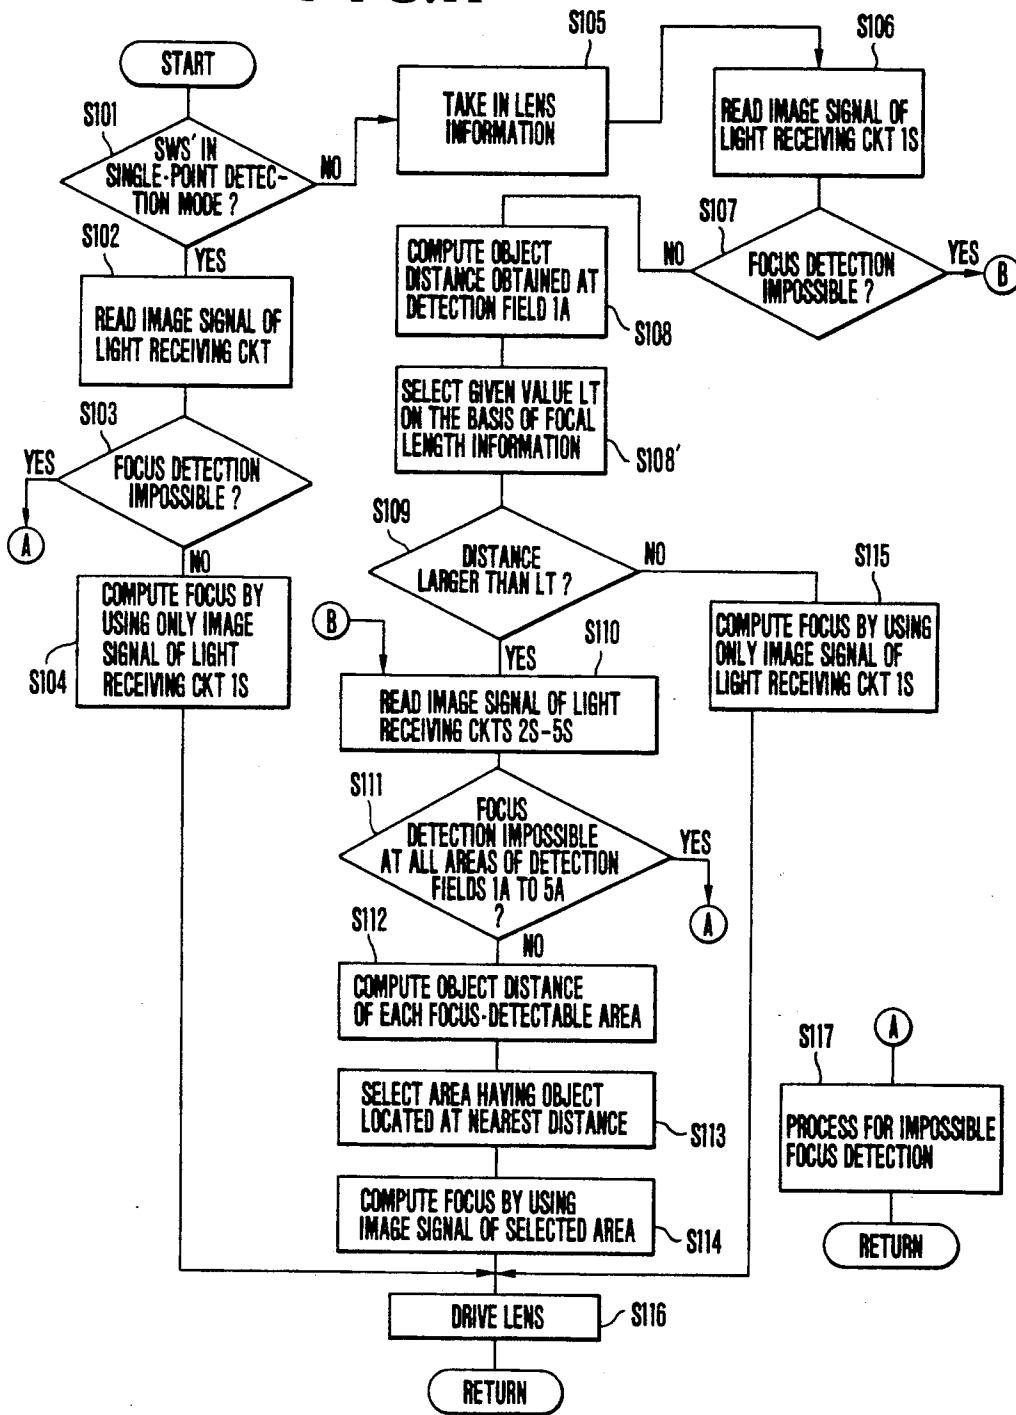 START
S101
SWS' IN
SINGLE-POINT DETEC-
TION MODE ?
NO
YES
S102
READ IMAGE SIGNAL OF
LIGHT RECEIVING CKT
S103
FOCUS DETECTION
IMPOSSIBLE ?
YES
A
NO
COMPUTE FOCUS BY
USING ONLY IMAGE
SIGNAL OF LIGHT
RECEIVING CKT 1S
S104
S105
TAKE IN LENS
INFORMATION
S106
READ IMAGE SIGNAL OF
LIGHT RECEIVING CKT 1S
S107
FOCUS DETECTION
IMPOSSIBLE ?
NO
YES
B
COMPUTE OBJECT
DISTANCE OBTAINED AT
DETECTION FIELD 1A
S108
SELECT GIVEN VALUE LT
ON THE BASIS OF FOCAL
LENGTH INFORMATION
S108'
S109
DISTANCE
LARGER THAN LT ?
NO
YES
S115
COMPUTE FOCUS BY USING
ONLY IMAGE SIGNAL OF
LIGHT RECEIVING CKT 1S
B
S110
READ IMAGE SIGNAL OF LIGHT
RECEIVING CKTS 2S-5S
S111
FOCUS
DETECTION IMPOSSIBLE
AT ALL AREAS OF DETECTION
FIELDS 1A TO 5A
?
YES
A
NO
S112
COMPUTE OBJECT DISTANCE
OF EACH FOCUS-DETECTABLE AREA
SELECT AREA HAVING OBJECT
LOCATED AT NEAREST DISTANCE
S113
COMPUTE FOCUS BY USING
IMAGE SIGNAL OF SELECTED AREA
S114
DRIVE LENS
S116
RETURN
A
S117
PROCESS FOR IMPOSSIBLE
FOCUS DETECTION
RETURN